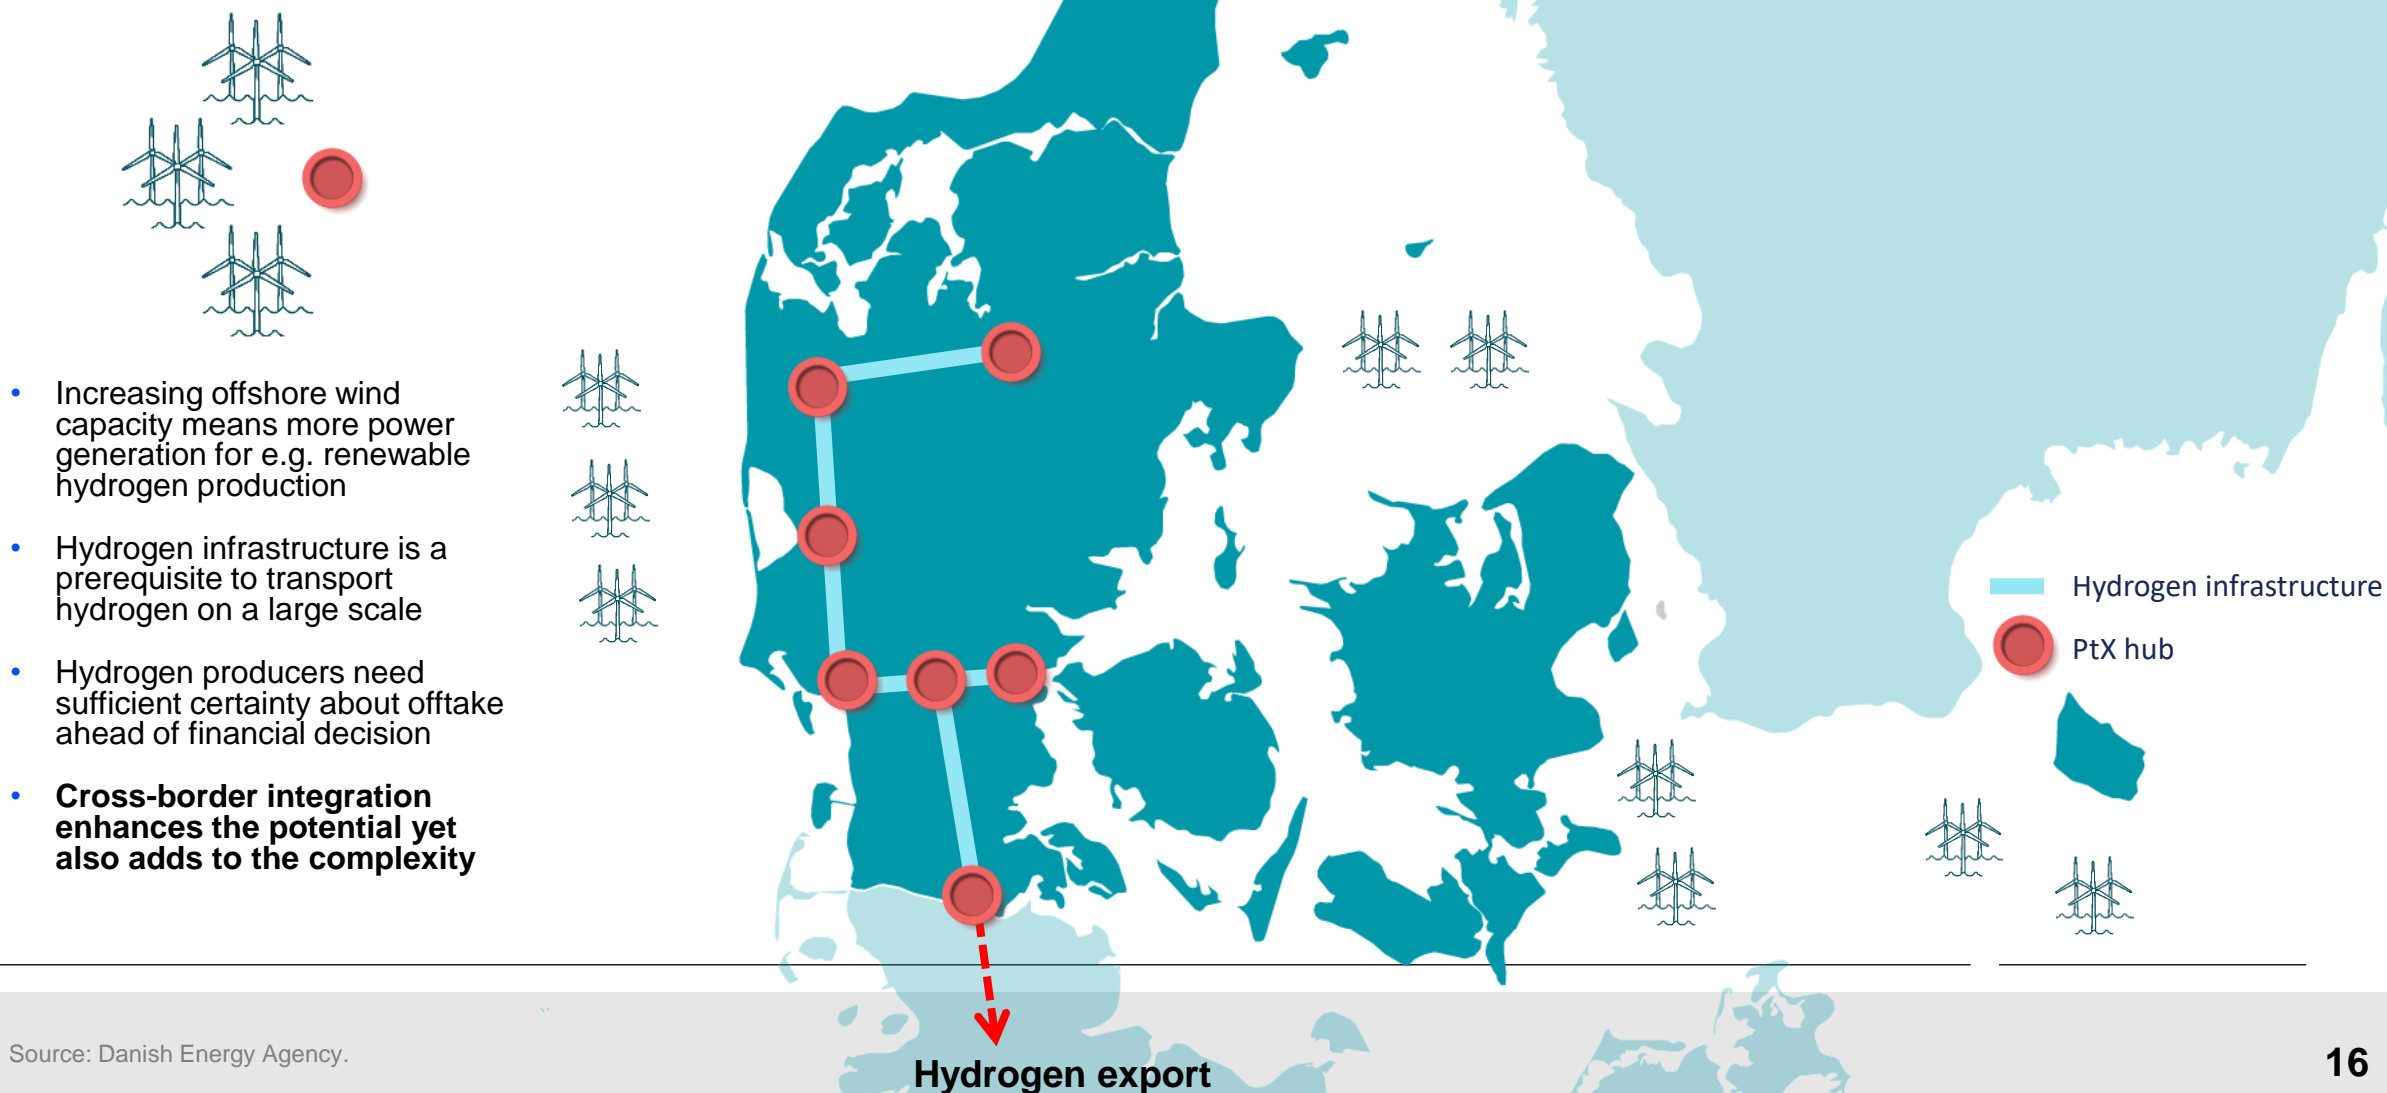 • Increasing offshore wind
capacity means more power
generation for e.g. renewable
hydrogen production
• Hydrogen infrastructure is a
prerequisite to transport
hydrogen on a large scale
• Hydrogen producers need
sufficient certainty about offtake
ahead of financial decision
• Cross-border integration
enhances the potential yet
also adds to the complexity
Hydrogen infrastructure
PtX hub
Hydrogen export
Source: Danish Energy Agency.
16